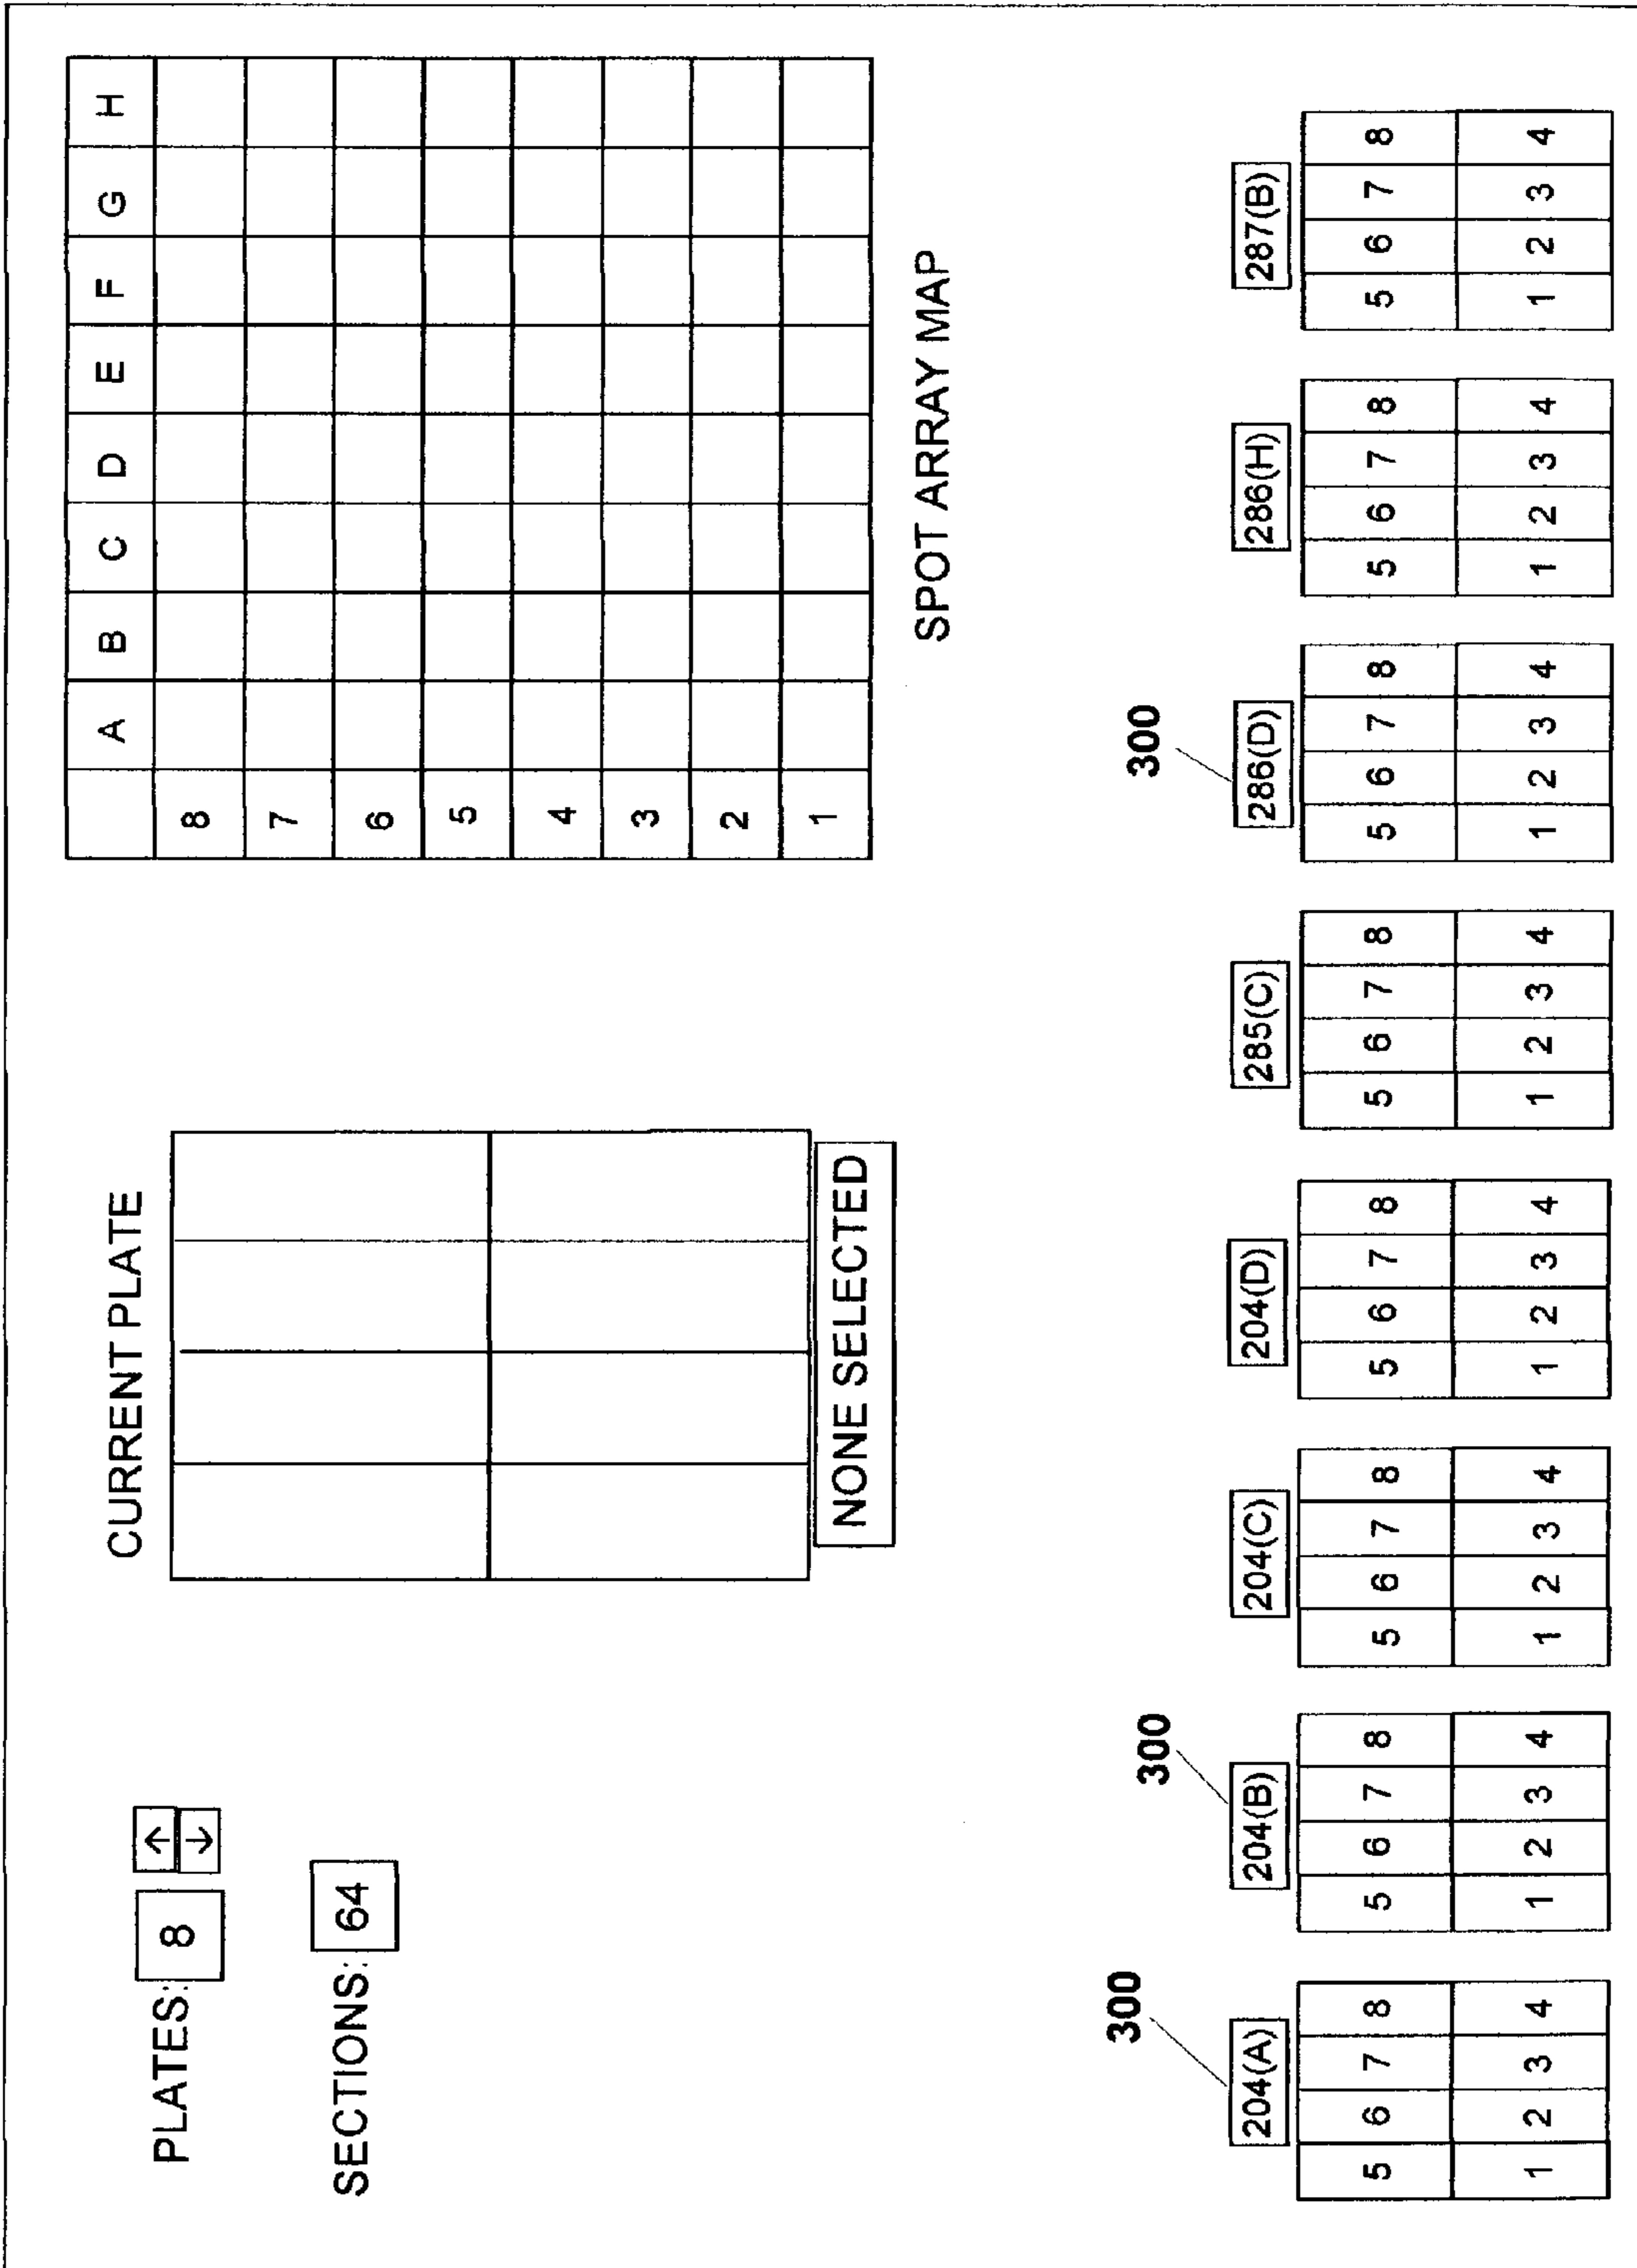 PLATES: 8 ↑ ↓
SECTIONS: 64
CURRENT PLATE
NONE SELECTED
A B C D E F G H
8
7
6
5
4
3
2
1
SPOT ARRAY MAP
300 300 300
204(A) 204(B) 204(C) 204(D) 285(C) 286(D) 286(H) 287(B)
5 6 7 8 5 6 7 8 5 6 7 8 5 6 7 8 5 6 7 8 5 6 7 8 5 6 7 8 5 6 7 8
1 2 3 4 1 2 3 4 1 2 3 4 1 2 3 4 1 2 3 4 1 2 3 4 1 2 3 4 1 2 3 4